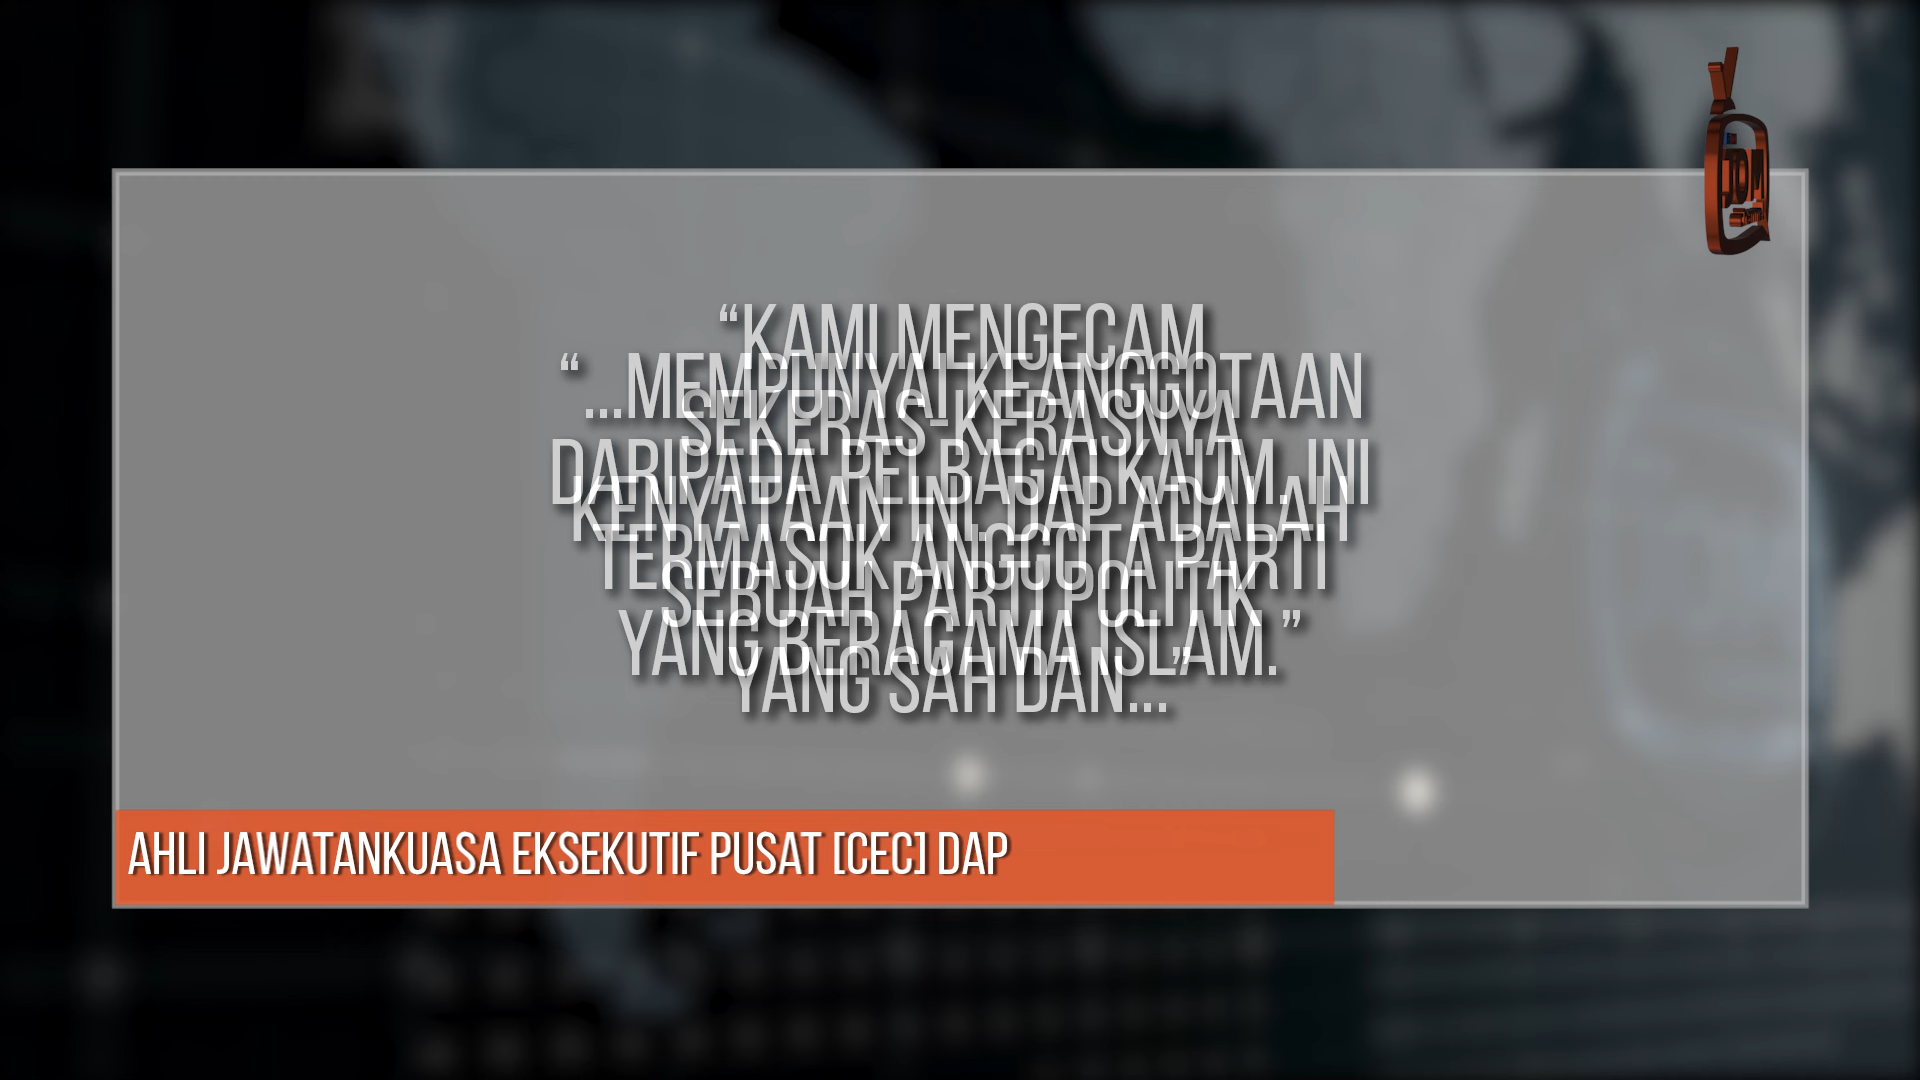 “KAMI MENGECAM
SEKERAS-KERASNYA
KENYATAAN INI. DAP ADALAH
SEBUAH PARTI POLITIK
YANG SAH DAN...”
“...MEMPUNYAI KEANGGOTAAN
DARIPADA PELBAGAI KAUM. INI
TERMASUK ANGGOTA PARTI
YANG BERAGAMA ISLAM.”
AHLI JAWATANKUASA EKSEKUTIF PUSAT [CEC] DAP